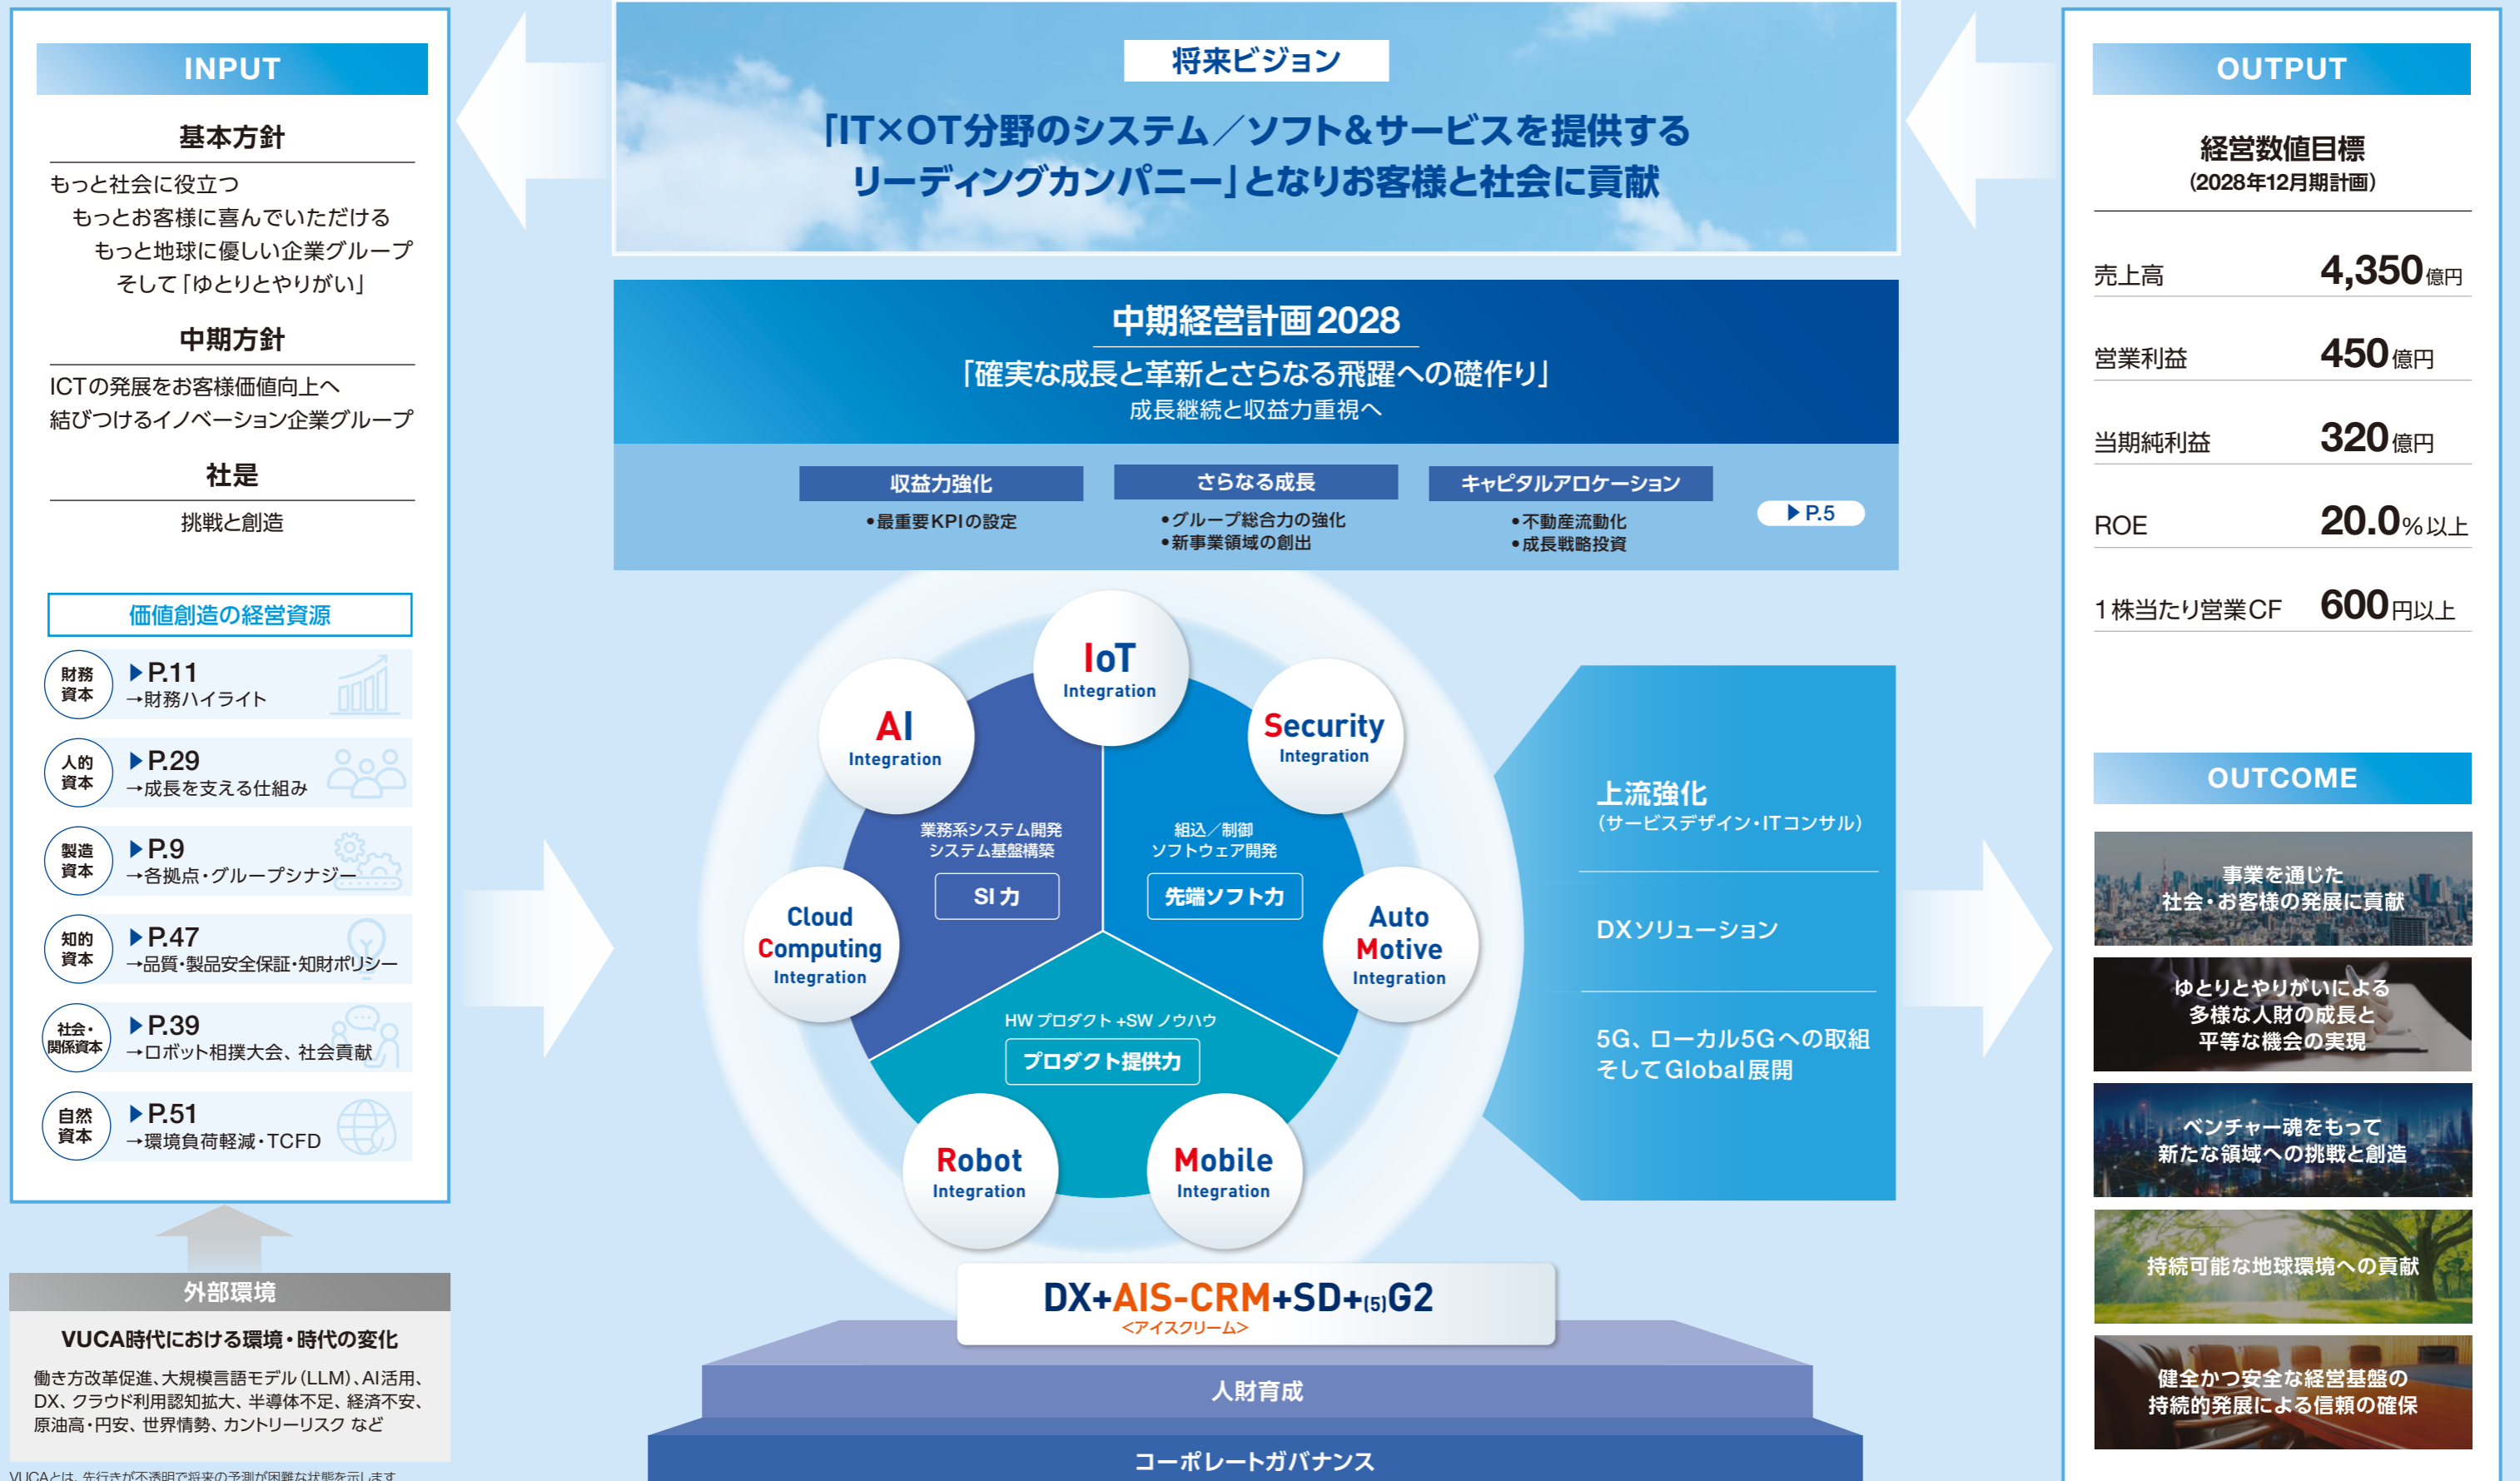 INPUT
基本方針
もっと社会に役立つ
もっとお客様に喜んでいただける
もっと地球に優しい企業グループ
そして「ゆとりとやりがい」
中期方針
ICTの発展をお客様価値向上へ
結びつけるイノベーション企業グループ
社是
挑戦と創造
価値創造の経営資源
財務
資本
▶P.11
→財務ハイライト
人的
資本
▶P.29
→成長を支える仕組み
製造
資本
▶P.9
→各拠点・グループシナジー
知的
資本
▶P.47
→品質・製品安全保証・知財ポリシー
社会・
関係資本
▶P.39
→ロボット相撲大会、社会貢献
自然
資本
▶P.51
→環境負荷軽減・TCFD
外部環境
VUCA時代における環境・時代の変化
働き方改革促進、大規模言語モデル(LLM)、AI活用、
DX、クラウド利用認知拡大、半導体不足、経済不安、
原油高・円安、世界情勢、カントリーリスク など
VUCAとは、先行きが不透明で将来の予測が困難な状態を示します
将来ビジョン
「IT×OT分野のシステム／ソフト&サービスを提供する
リーディングカンパニー」となりお客様と社会に貢献
中期経営計画2028
「確実な成長と革新とさらなる飛躍への礎作り」
成長継続と収益力重視へ
収益力強化
•最重要KPIの設定
さらなる成長
•グループ総合力の強化
•新事業領域の創出
キャピタルアロケーション
•不動産流動化
•成長戦略投資
▶P.5
IoT
Integration
AI
Integration
Security
Integration
業務系システム開発
システム基盤構築
SI力
組込／制御
ソフトウェア開発
先端ソフト力
Cloud
Computing
Integration
Auto
Motive
Integration
HWプロダクト+SWノウハウ
プロダクト提供力
Robot
Integration
Mobile
Integration
上流強化
(サービスデザイン・ITコンサル)
DXソリューション
5G、ローカル5Gへの取組
そしてGlobal展開
DX+AIS-CRM+SD+(5)G2
<アイスクリーム>
人財育成
コーポレートガバナンス
OUTPUT
経営数値目標
(2028年12月期計画)
売上高 4,350億円
営業利益 450億円
当期純利益 320億円
ROE 20.0%以上
1株当たり営業CF 600円以上
OUTCOME
事業を通じた
社会・お客様の発展に貢献
ゆとりとやりがいによる
多様な人財の成長と
平等な機会の実現
ベンチャー魂をもって
新たな領域への挑戦と創造
持続可能な地球環境への貢献
健全かつ安全な経営基盤の
持続的発展による信頼の確保